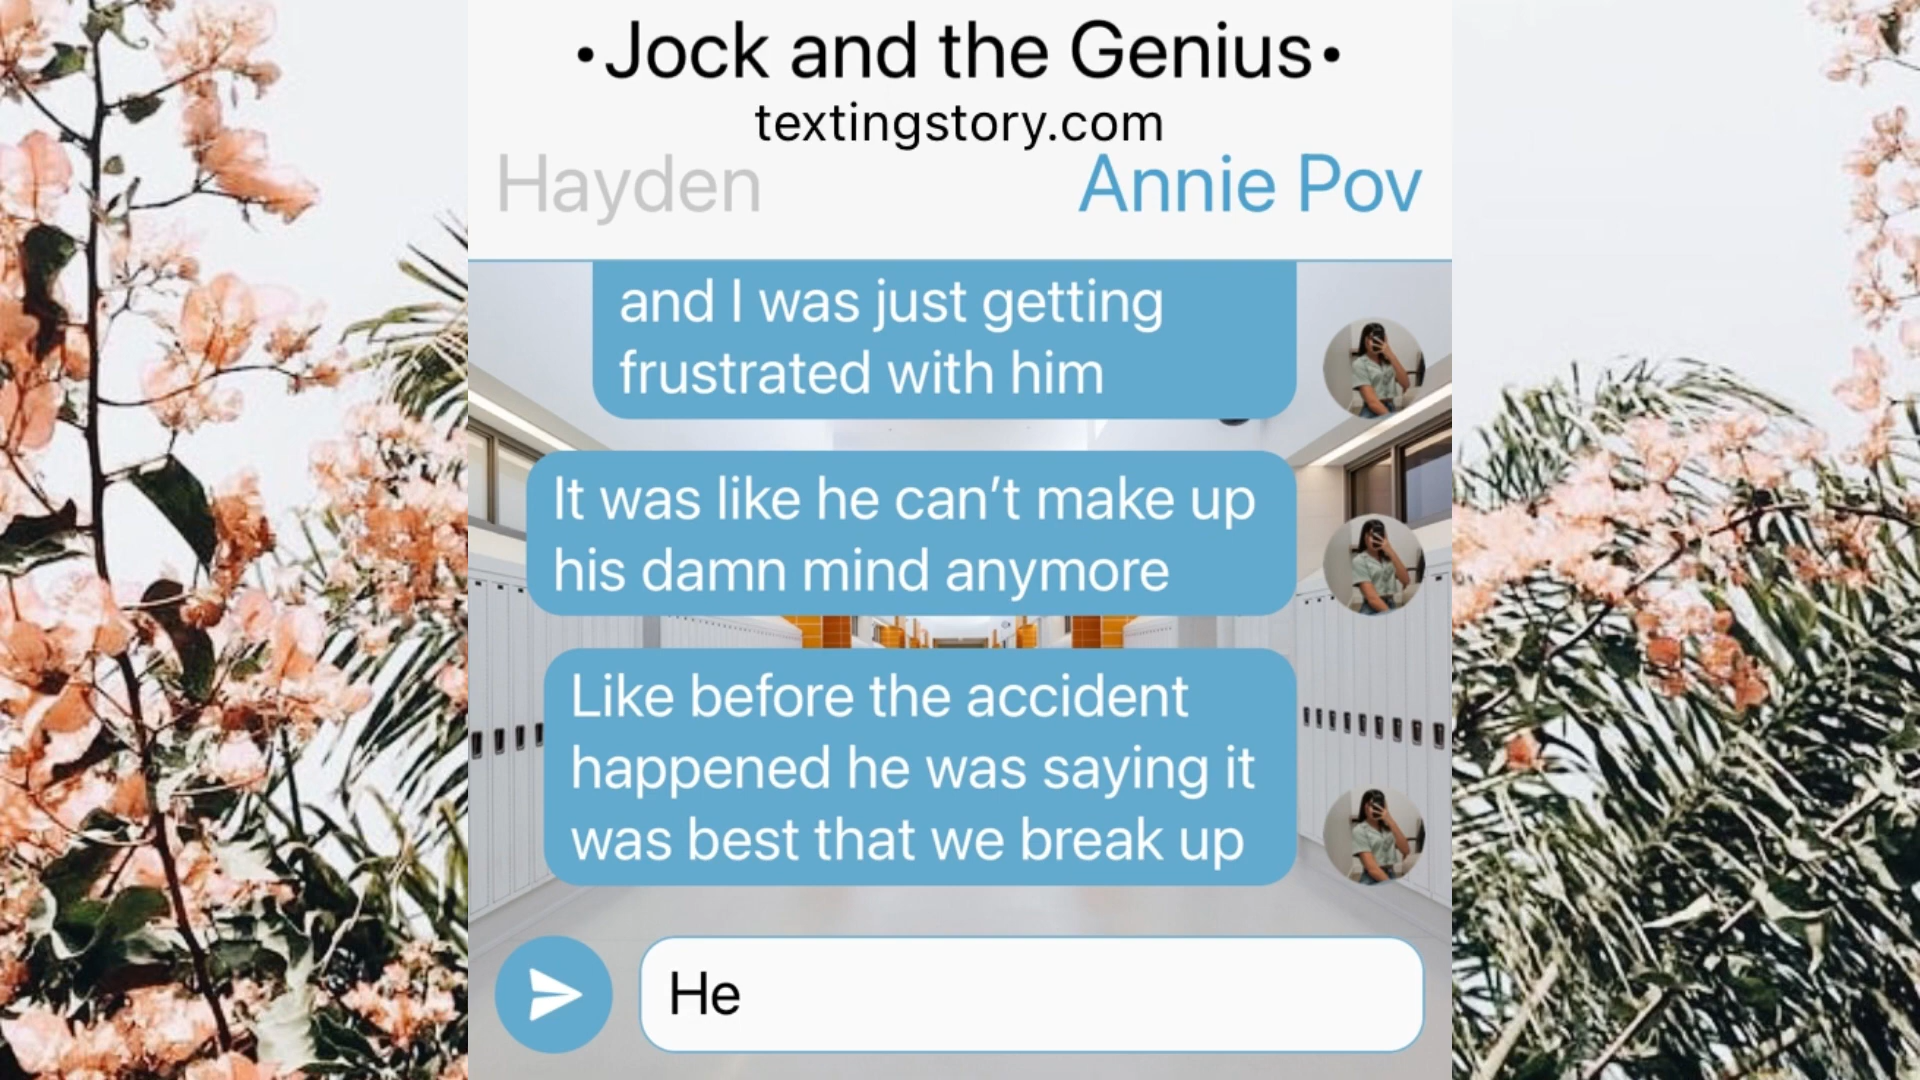 •Jock and the Genius•
textingstory.com
Hayden
Annie Pov
and I was just getting
frustrated with him
It was like he can’t make up
his damn mind anymore
Like before the accident
happened he was saying it
was best that we break up
He